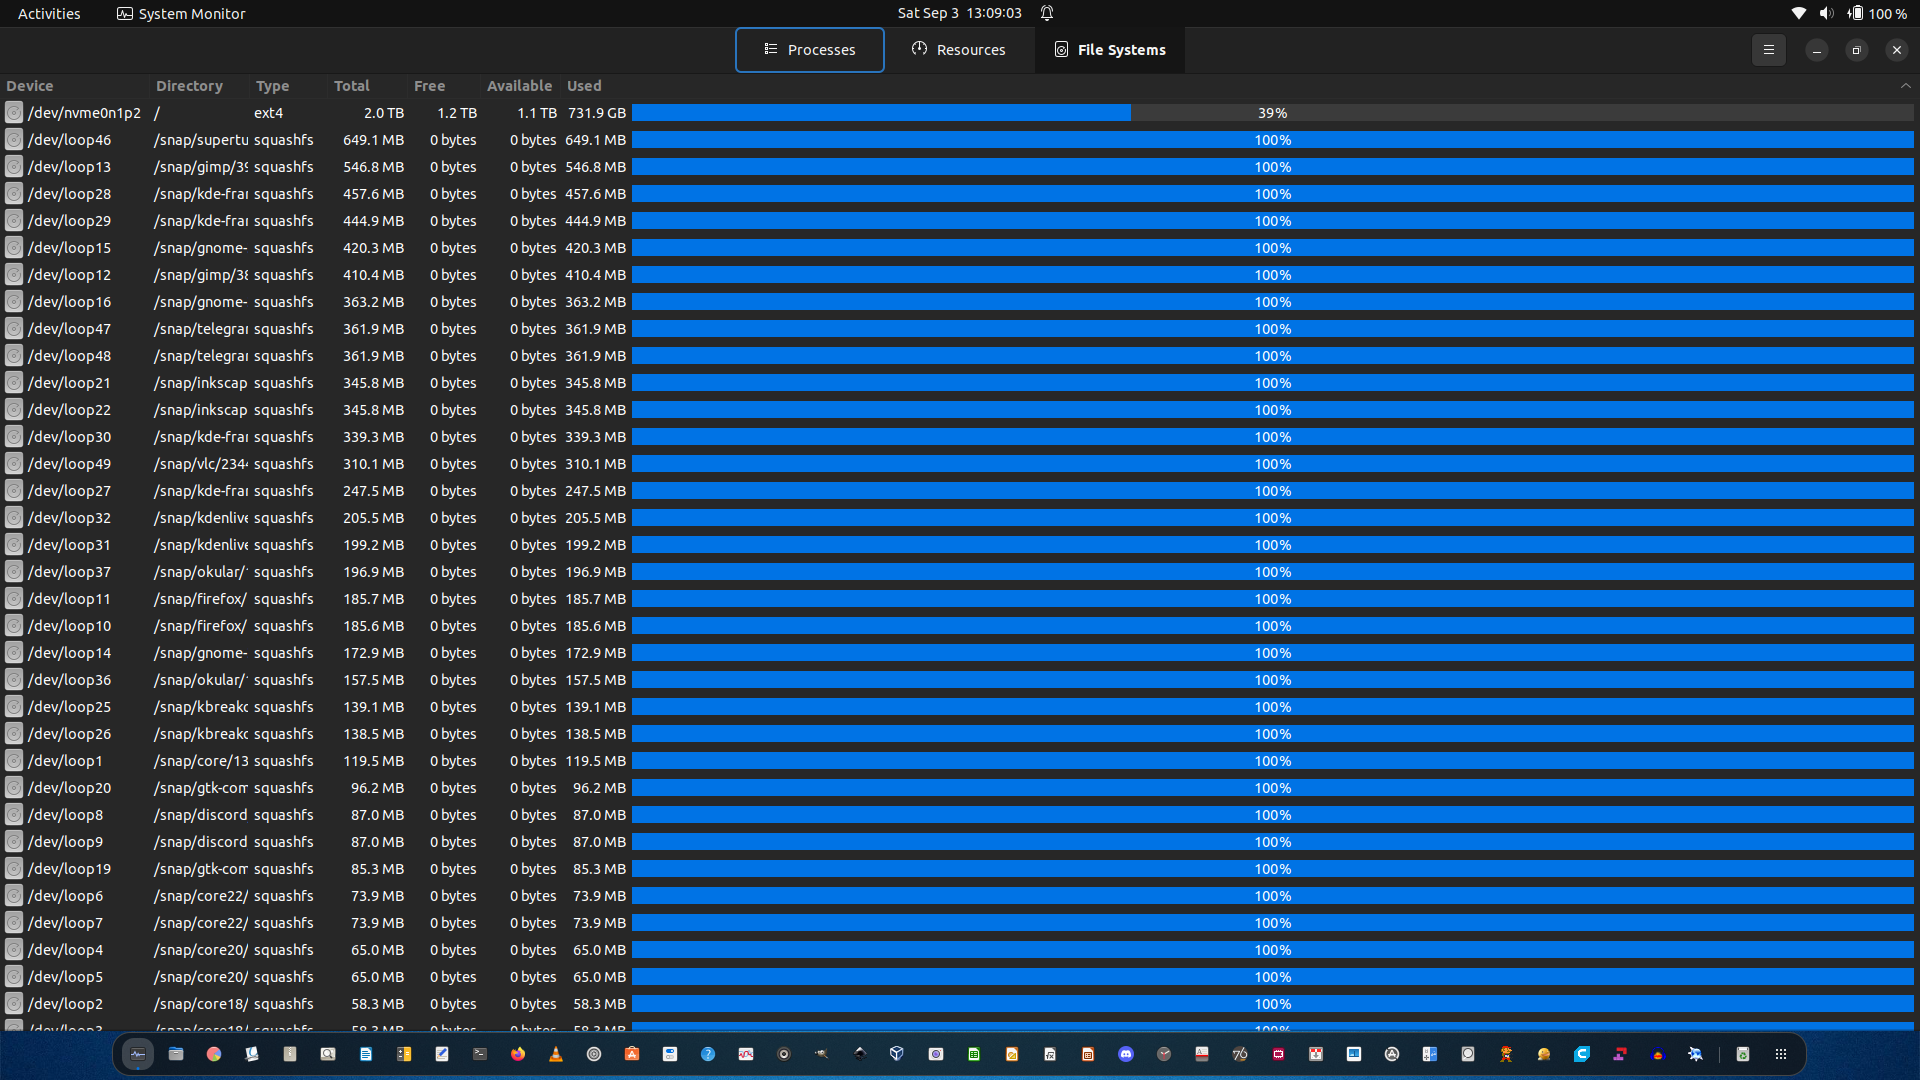 Activities System Monitor Sat Sep 3 13:09:03 100 %
Processes Resources File Systems
Device Directory Type Total Free Available Used
/dev/nvme0n1p2 / ext4 2.0 TB 1.2 TB 1.1 TB 731.9 GB 39%
/dev/loop46 /snap/supertu squashfs 649.1 MB 0 bytes 0 bytes 649.1 MB 100%
/dev/loop13 /snap/gimp/39 squashfs 546.8 MB 0 bytes 0 bytes 546.8 MB 100%
/dev/loop28 /snap/kde-frar squashfs 457.6 MB 0 bytes 0 bytes 457.6 MB 100%
/dev/loop29 /snap/kde-frar squashfs 444.9 MB 0 bytes 0 bytes 444.9 MB 100%
/dev/loop15 /snap/gnome- squashfs 420.3 MB 0 bytes 0 bytes 420.3 MB 100%
/dev/loop12 /snap/gimp/38 squashfs 410.4 MB 0 bytes 0 bytes 410.4 MB 100%
/dev/loop16 /snap/gnome- squashfs 363.2 MB 0 bytes 0 bytes 363.2 MB 100%
/dev/loop47 /snap/telegrar squashfs 361.9 MB 0 bytes 0 bytes 361.9 MB 100%
/dev/loop48 /snap/telegrar squashfs 361.9 MB 0 bytes 0 bytes 361.9 MB 100%
/dev/loop21 /snap/inkscap squashfs 345.8 MB 0 bytes 0 bytes 345.8 MB 100%
/dev/loop22 /snap/inkscap squashfs 345.8 MB 0 bytes 0 bytes 345.8 MB 100%
/dev/loop30 /snap/kde-frar squashfs 339.3 MB 0 bytes 0 bytes 339.3 MB 100%
/dev/loop49 /snap/vlc/2344 squashfs 310.1 MB 0 bytes 0 bytes 310.1 MB 100%
/dev/loop27 /snap/kde-frar squashfs 247.5 MB 0 bytes 0 bytes 247.5 MB 100%
/dev/loop32 /snap/kdenlive squashfs 205.5 MB 0 bytes 0 bytes 205.5 MB 100%
/dev/loop31 /snap/kdenlive squashfs 199.2 MB 0 bytes 0 bytes 199.2 MB 100%
/dev/loop37 /snap/okular/1 squashfs 196.9 MB 0 bytes 0 bytes 196.9 MB 100%
/dev/loop11 /snap/firefox/ squashfs 185.7 MB 0 bytes 0 bytes 185.7 MB 100%
/dev/loop10 /snap/firefox/ squashfs 185.6 MB 0 bytes 0 bytes 185.6 MB 100%
/dev/loop14 /snap/gnome- squashfs 172.9 MB 0 bytes 0 bytes 172.9 MB 100%
/dev/loop36 /snap/okular/1 squashfs 157.5 MB 0 bytes 0 bytes 157.5 MB 100%
/dev/loop25 /snap/kbreakc squashfs 139.1 MB 0 bytes 0 bytes 139.1 MB 100%
/dev/loop26 /snap/kbreakc squashfs 138.5 MB 0 bytes 0 bytes 138.5 MB 100%
/dev/loop1 /snap/core/13 squashfs 119.5 MB 0 bytes 0 bytes 119.5 MB 100%
/dev/loop20 /snap/gtk-com squashfs 96.2 MB 0 bytes 0 bytes 96.2 MB 100%
/dev/loop8 /snap/discord squashfs 87.0 MB 0 bytes 0 bytes 87.0 MB 100%
/dev/loop9 /snap/discord squashfs 87.0 MB 0 bytes 0 bytes 87.0 MB 100%
/dev/loop19 /snap/gtk-com squashfs 85.3 MB 0 bytes 0 bytes 85.3 MB 100%
/dev/loop6 /snap/core22/ squashfs 73.9 MB 0 bytes 0 bytes 73.9 MB 100%
/dev/loop7 /snap/core22/ squashfs 73.9 MB 0 bytes 0 bytes 73.9 MB 100%
/dev/loop4 /snap/core20/ squashfs 65.0 MB 0 bytes 0 bytes 65.0 MB 100%
/dev/loop5 /snap/core20/ squashfs 65.0 MB 0 bytes 0 bytes 65.0 MB 100%
/dev/loop2 /snap/core18/ squashfs 58.3 MB 0 bytes 0 bytes 58.3 MB 100%
/dev/loop3 /snap/core18/ squashfs 58.3 MB 0 bytes 0 bytes 58.3 MB 100%